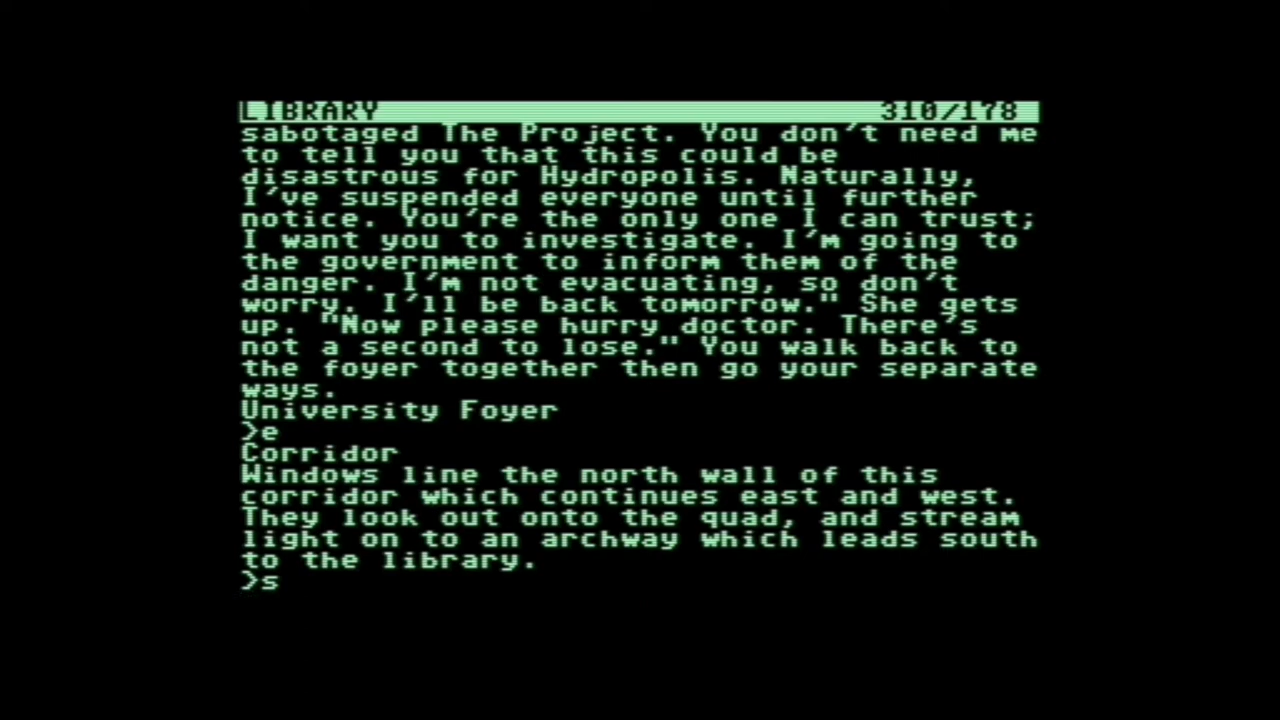 LIBRARY 310/178
sabotaged The Project. You don't need me
to tell you that this could be
disastrous for Hydropolis. Naturally,
I've suspended everyone until further
notice. You're the only one I can trust;
I want you to investigate. I'm going to
the government to inform them of the
danger. I'm not evacuating, so don't
worry. I'll be back tomorrow." She gets
up. "Now please hurry doctor. There's
not a second to lose." You walk back to
the foyer together then go your separate
ways.
University Foyer
>e
Corridor
Windows line the north wall of this
corridor which continues east and west.
They look out onto the quad, and stream
light on to an archway which leads south
to the library.
>s